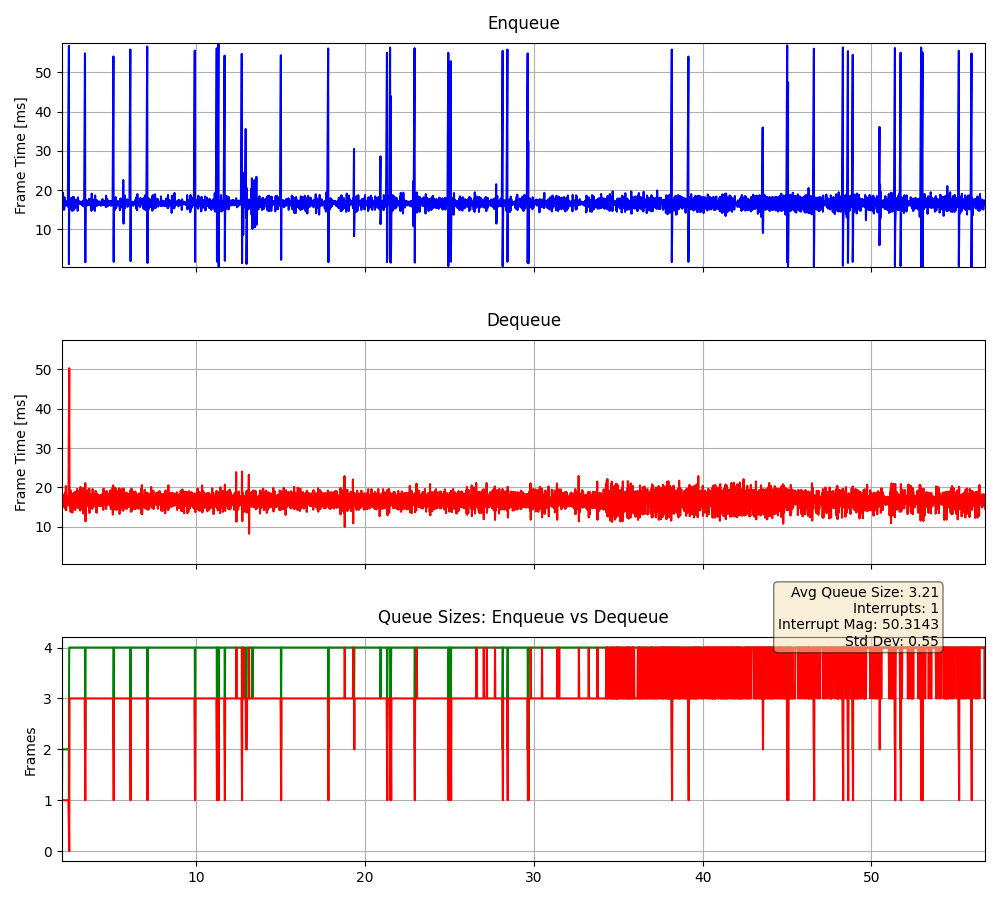 Enqueue
Frame Time [ms]
50
40
30
20
10
Dequeue
Frame Time [ms]
50
40
30
20
10
Avg Queue Size: 3.21
Interrupts: 1
Interrupt Mag: 50.3143
Std Dev: 0.55
Queue Sizes: Enqueue vs Dequeue
Frames
4
3
2
1
0
10 20 30 40 50